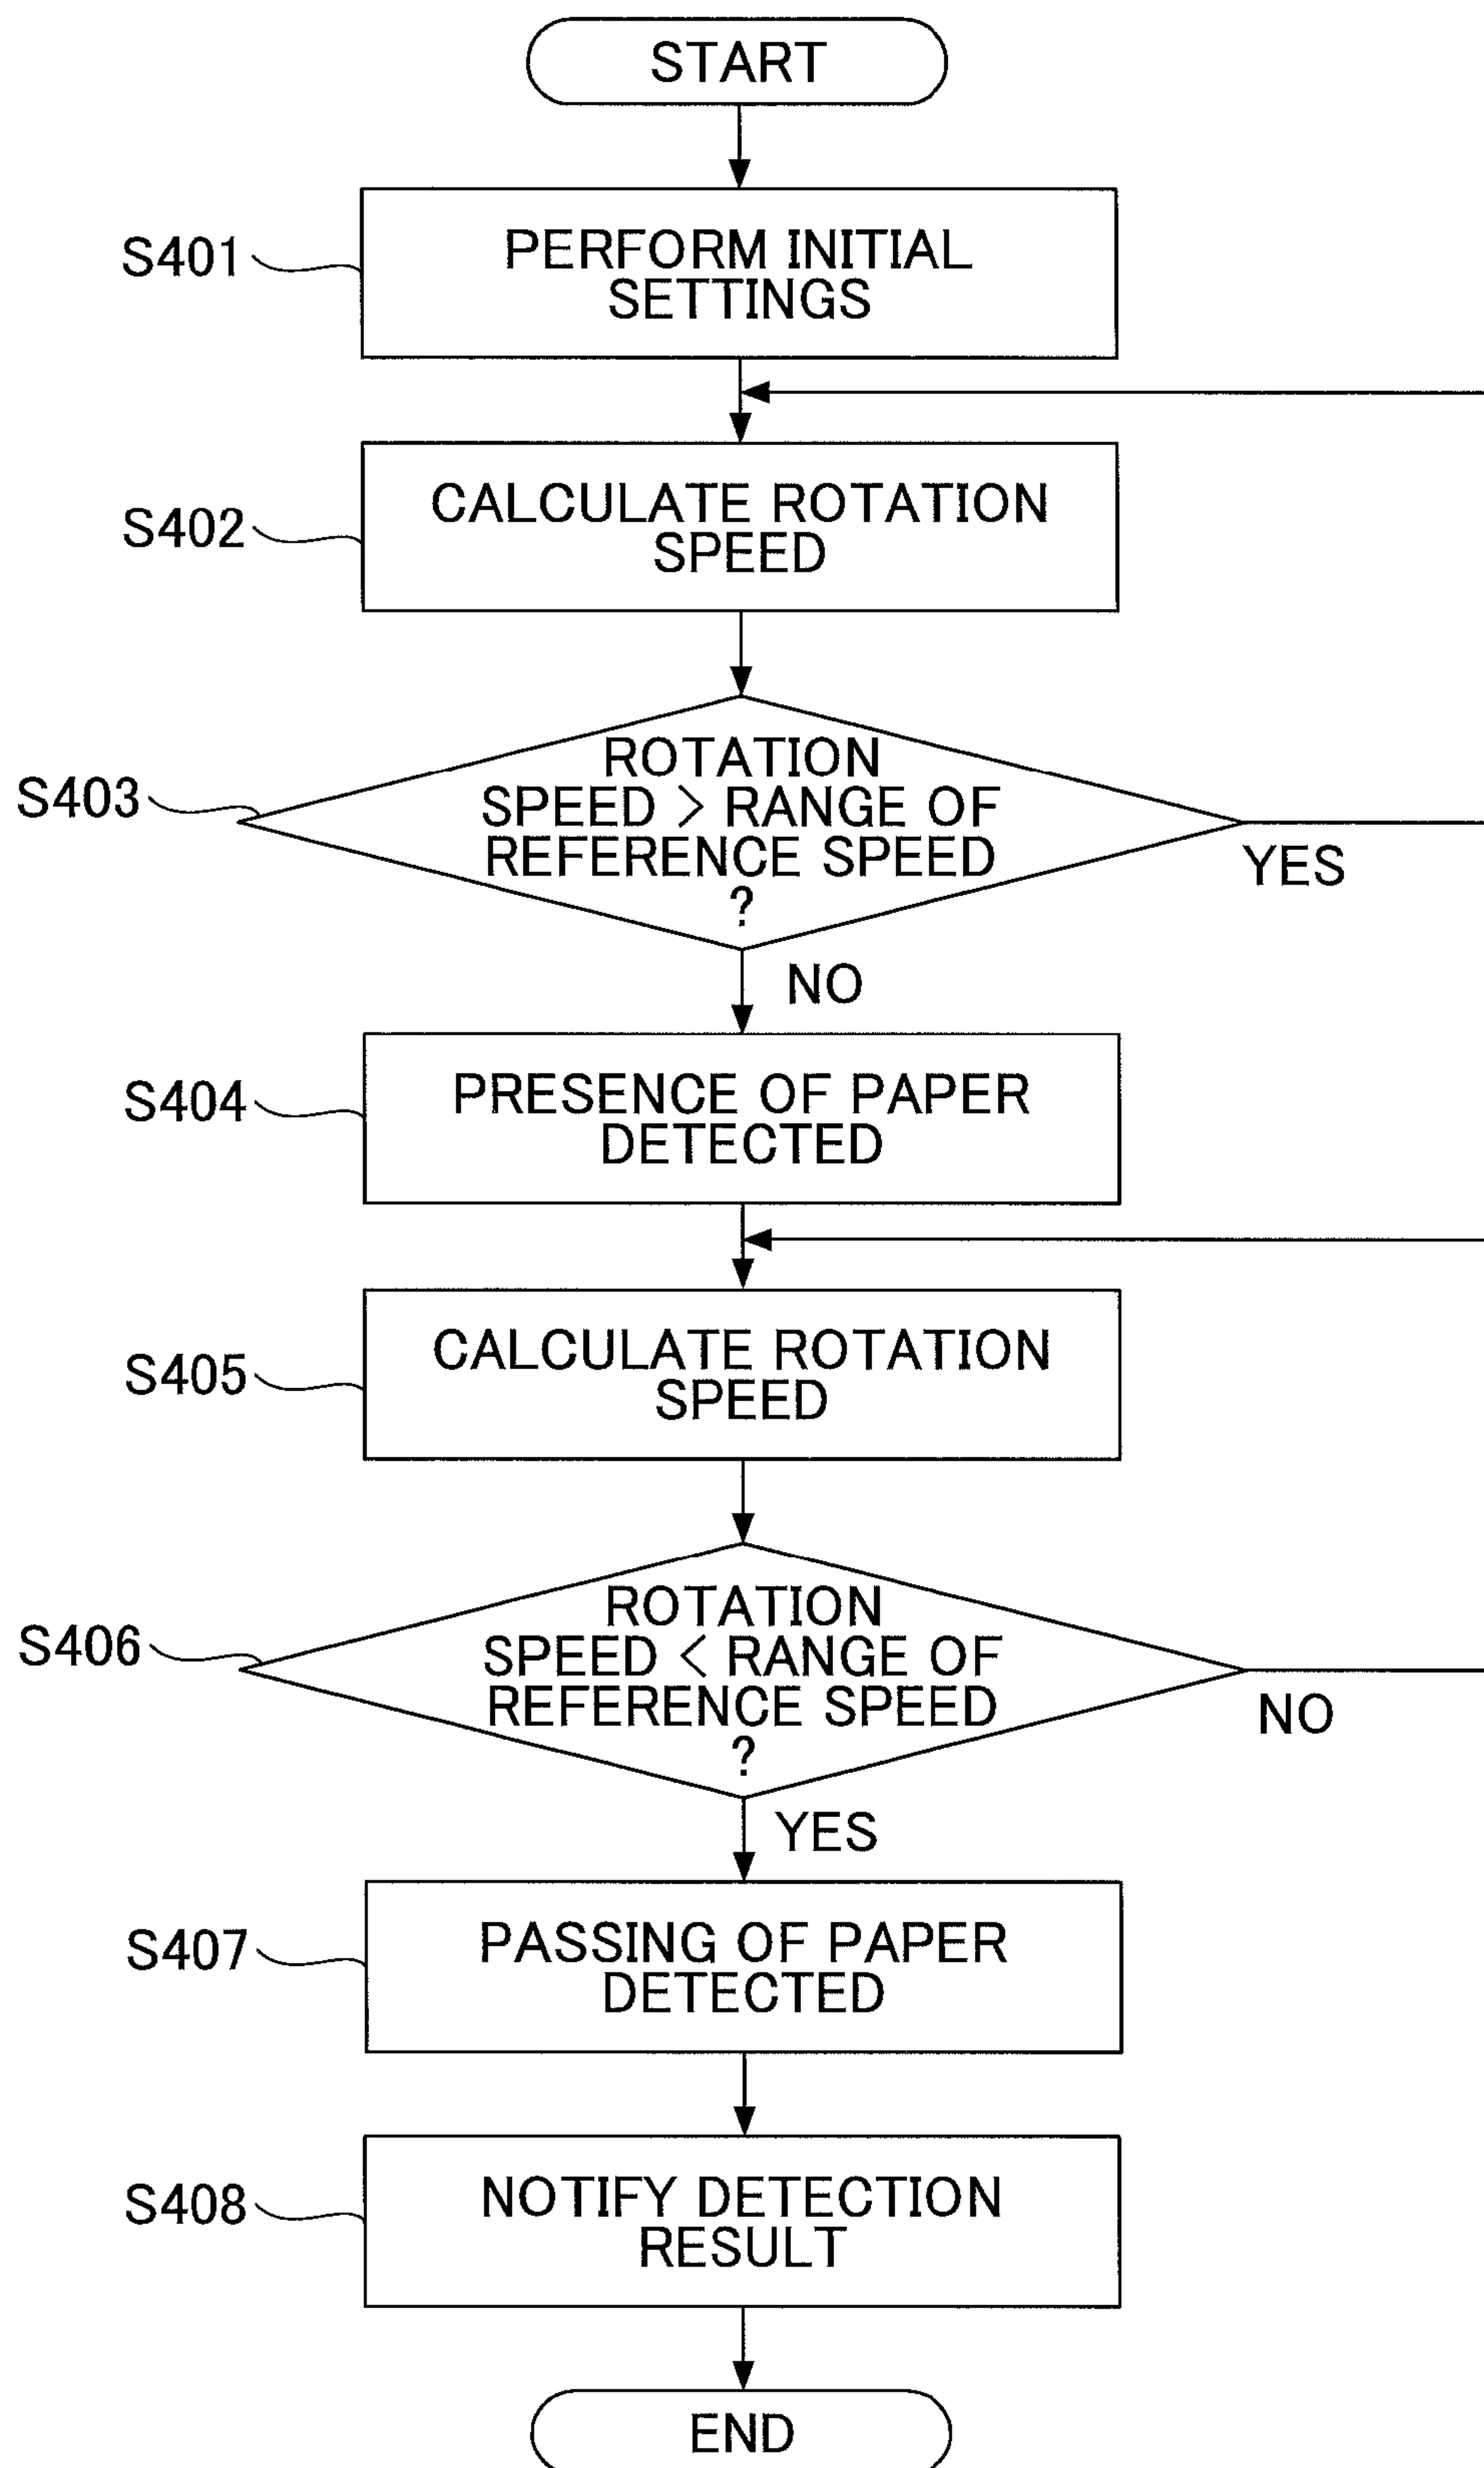 START
S401
PERFORM INITIAL
SETTINGS
S402
CALCULATE ROTATION
SPEED
S403
ROTATION
SPEED > RANGE OF
REFERENCE SPEED
?
YES
NO
S404
PRESENCE OF PAPER
DETECTED
S405
CALCULATE ROTATION
SPEED
S406
ROTATION
SPEED < RANGE OF
REFERENCE SPEED
?
NO
YES
S407
PASSING OF PAPER
DETECTED
S408
NOTIFY DETECTION
RESULT
END